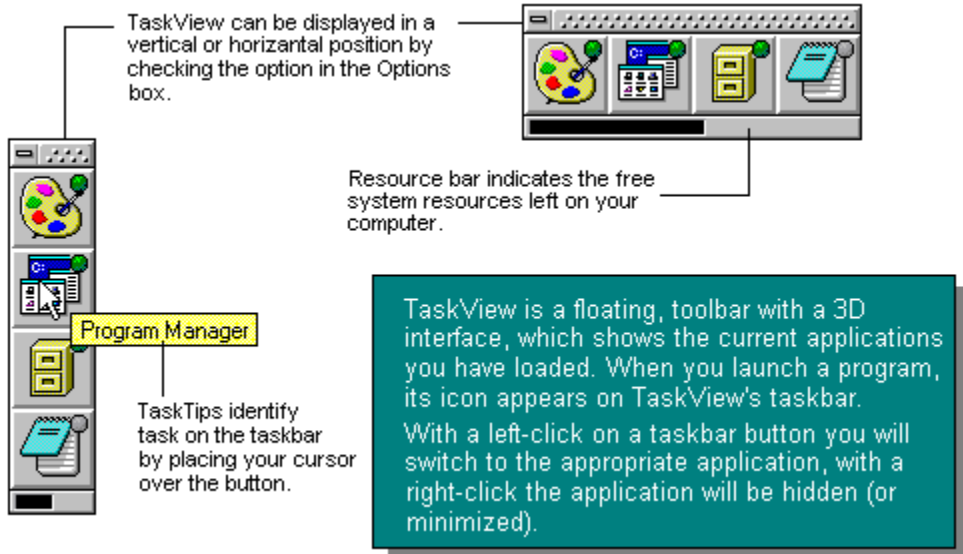 TaskView can be displayed in a
vertical or horizantal position by
checking the option in the Options
box.
Resource bar indicates the free
system resources left on your
computer.
C:
C:
Program Manager
TaskTips identify
task on the taskbar
by placing your cursor
over the button.
TaskView is a floating, toolbar with a 3D
interface, which shows the current applications
you have loaded. When you launch a program,
its icon appears on TaskView's taskbar.
With a left-click on a taskbar button you will
switch to the appropriate application, with a
right-click the application will be hidden (or
minimized).